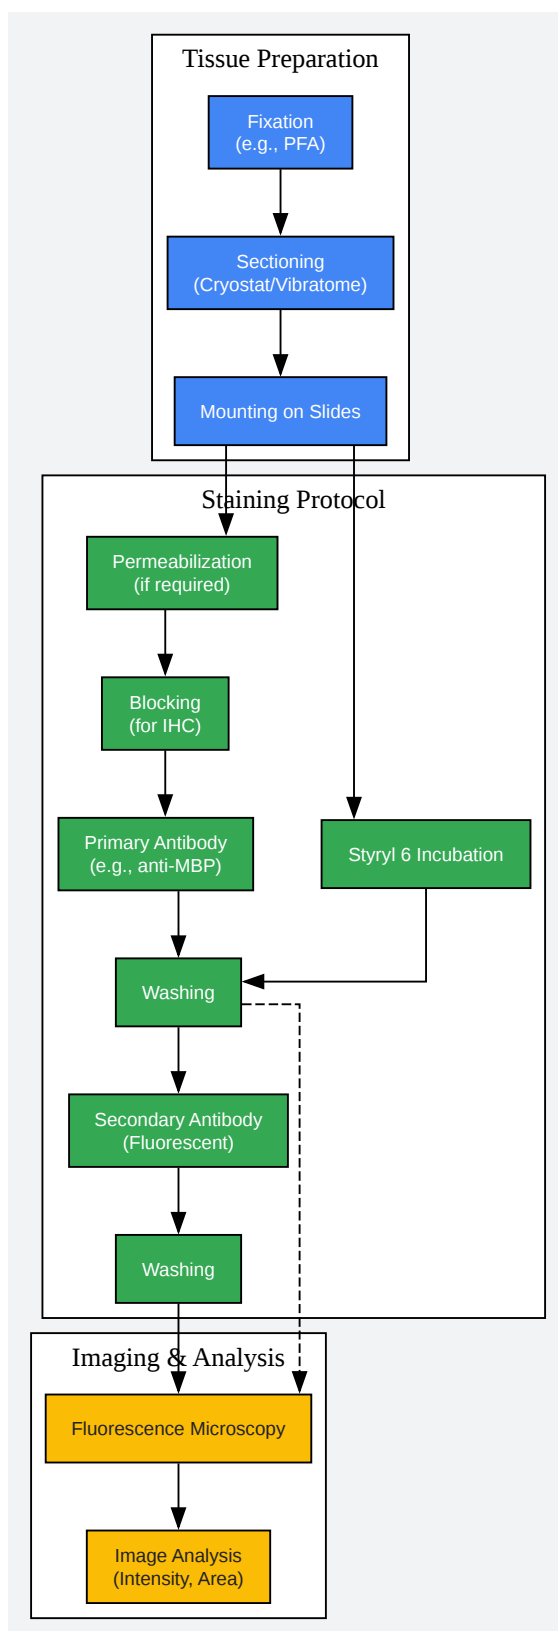 Tissue Preparation
Fixation
(e.g., PFA)
Sectioning
(Cryostat/Vibratome)
Mounting on Slides
Staining Protocol
Permeabilization
(if required)
Blocking
(for IHC)
Primary Antibody
(e.g., anti-MBP)
Styryl 6 Incubation
Washing
Secondary Antibody
(Fluorescent)
Washing
Imaging & Analysis
Fluorescence Microscopy
Image Analysis
(Intensity, Area)